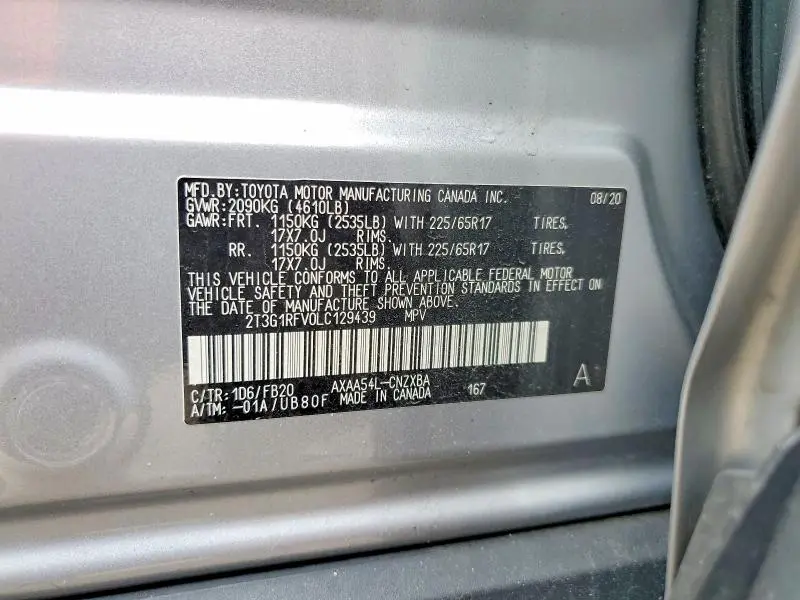 MFD.BY:TOYOTA MOTOR MANUFACTURING CANADA INC. 08/20
GVWR:2090KG (4610LB)
GAWR:FRT. 1150KG (2535LB) WITH 225/65R17 TIRES,
17X7.0J RIMS.
RR. 1150KG (2535LB) WITH 225/65R17 TIRES,
17X7.0J RIMS.
THIS VEHICLE CONFORMS TO ALL APPLICABLE FEDERAL MOTOR
VEHICLE SAFETY AND THEFT PREVENTION STANDARDS IN EFFECT ON
THE DATE OF MANUFACTURE SHOWN ABOVE.
2T3G1RFV0LC129439 MPV
C/TR:1D6/FB20 AXAA54L-CNZXBA 167 A
A/TM:-01A/UB80F MADE IN CANADA